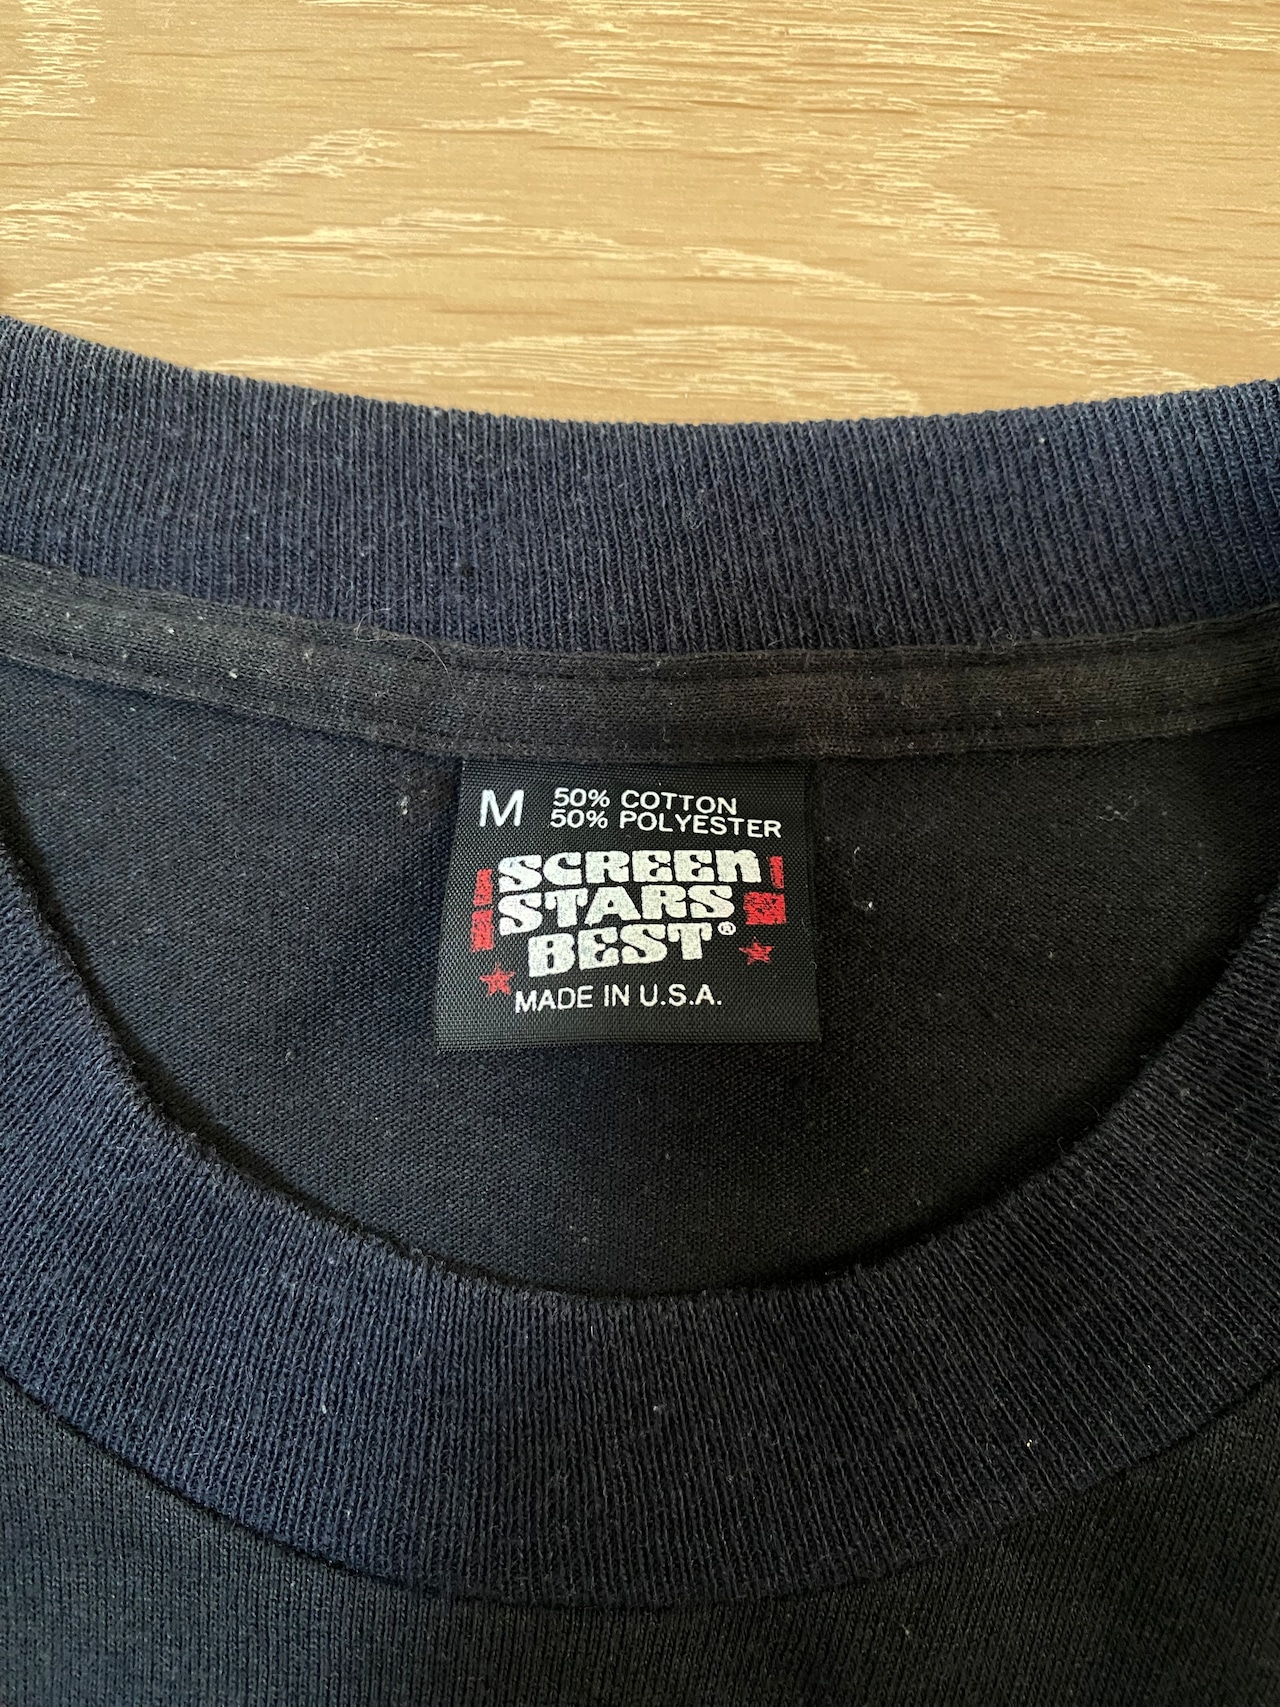 M 50% COTTON
50% POLYESTER
SCREEN
STARS
BEST®
MADE IN U.S.A.